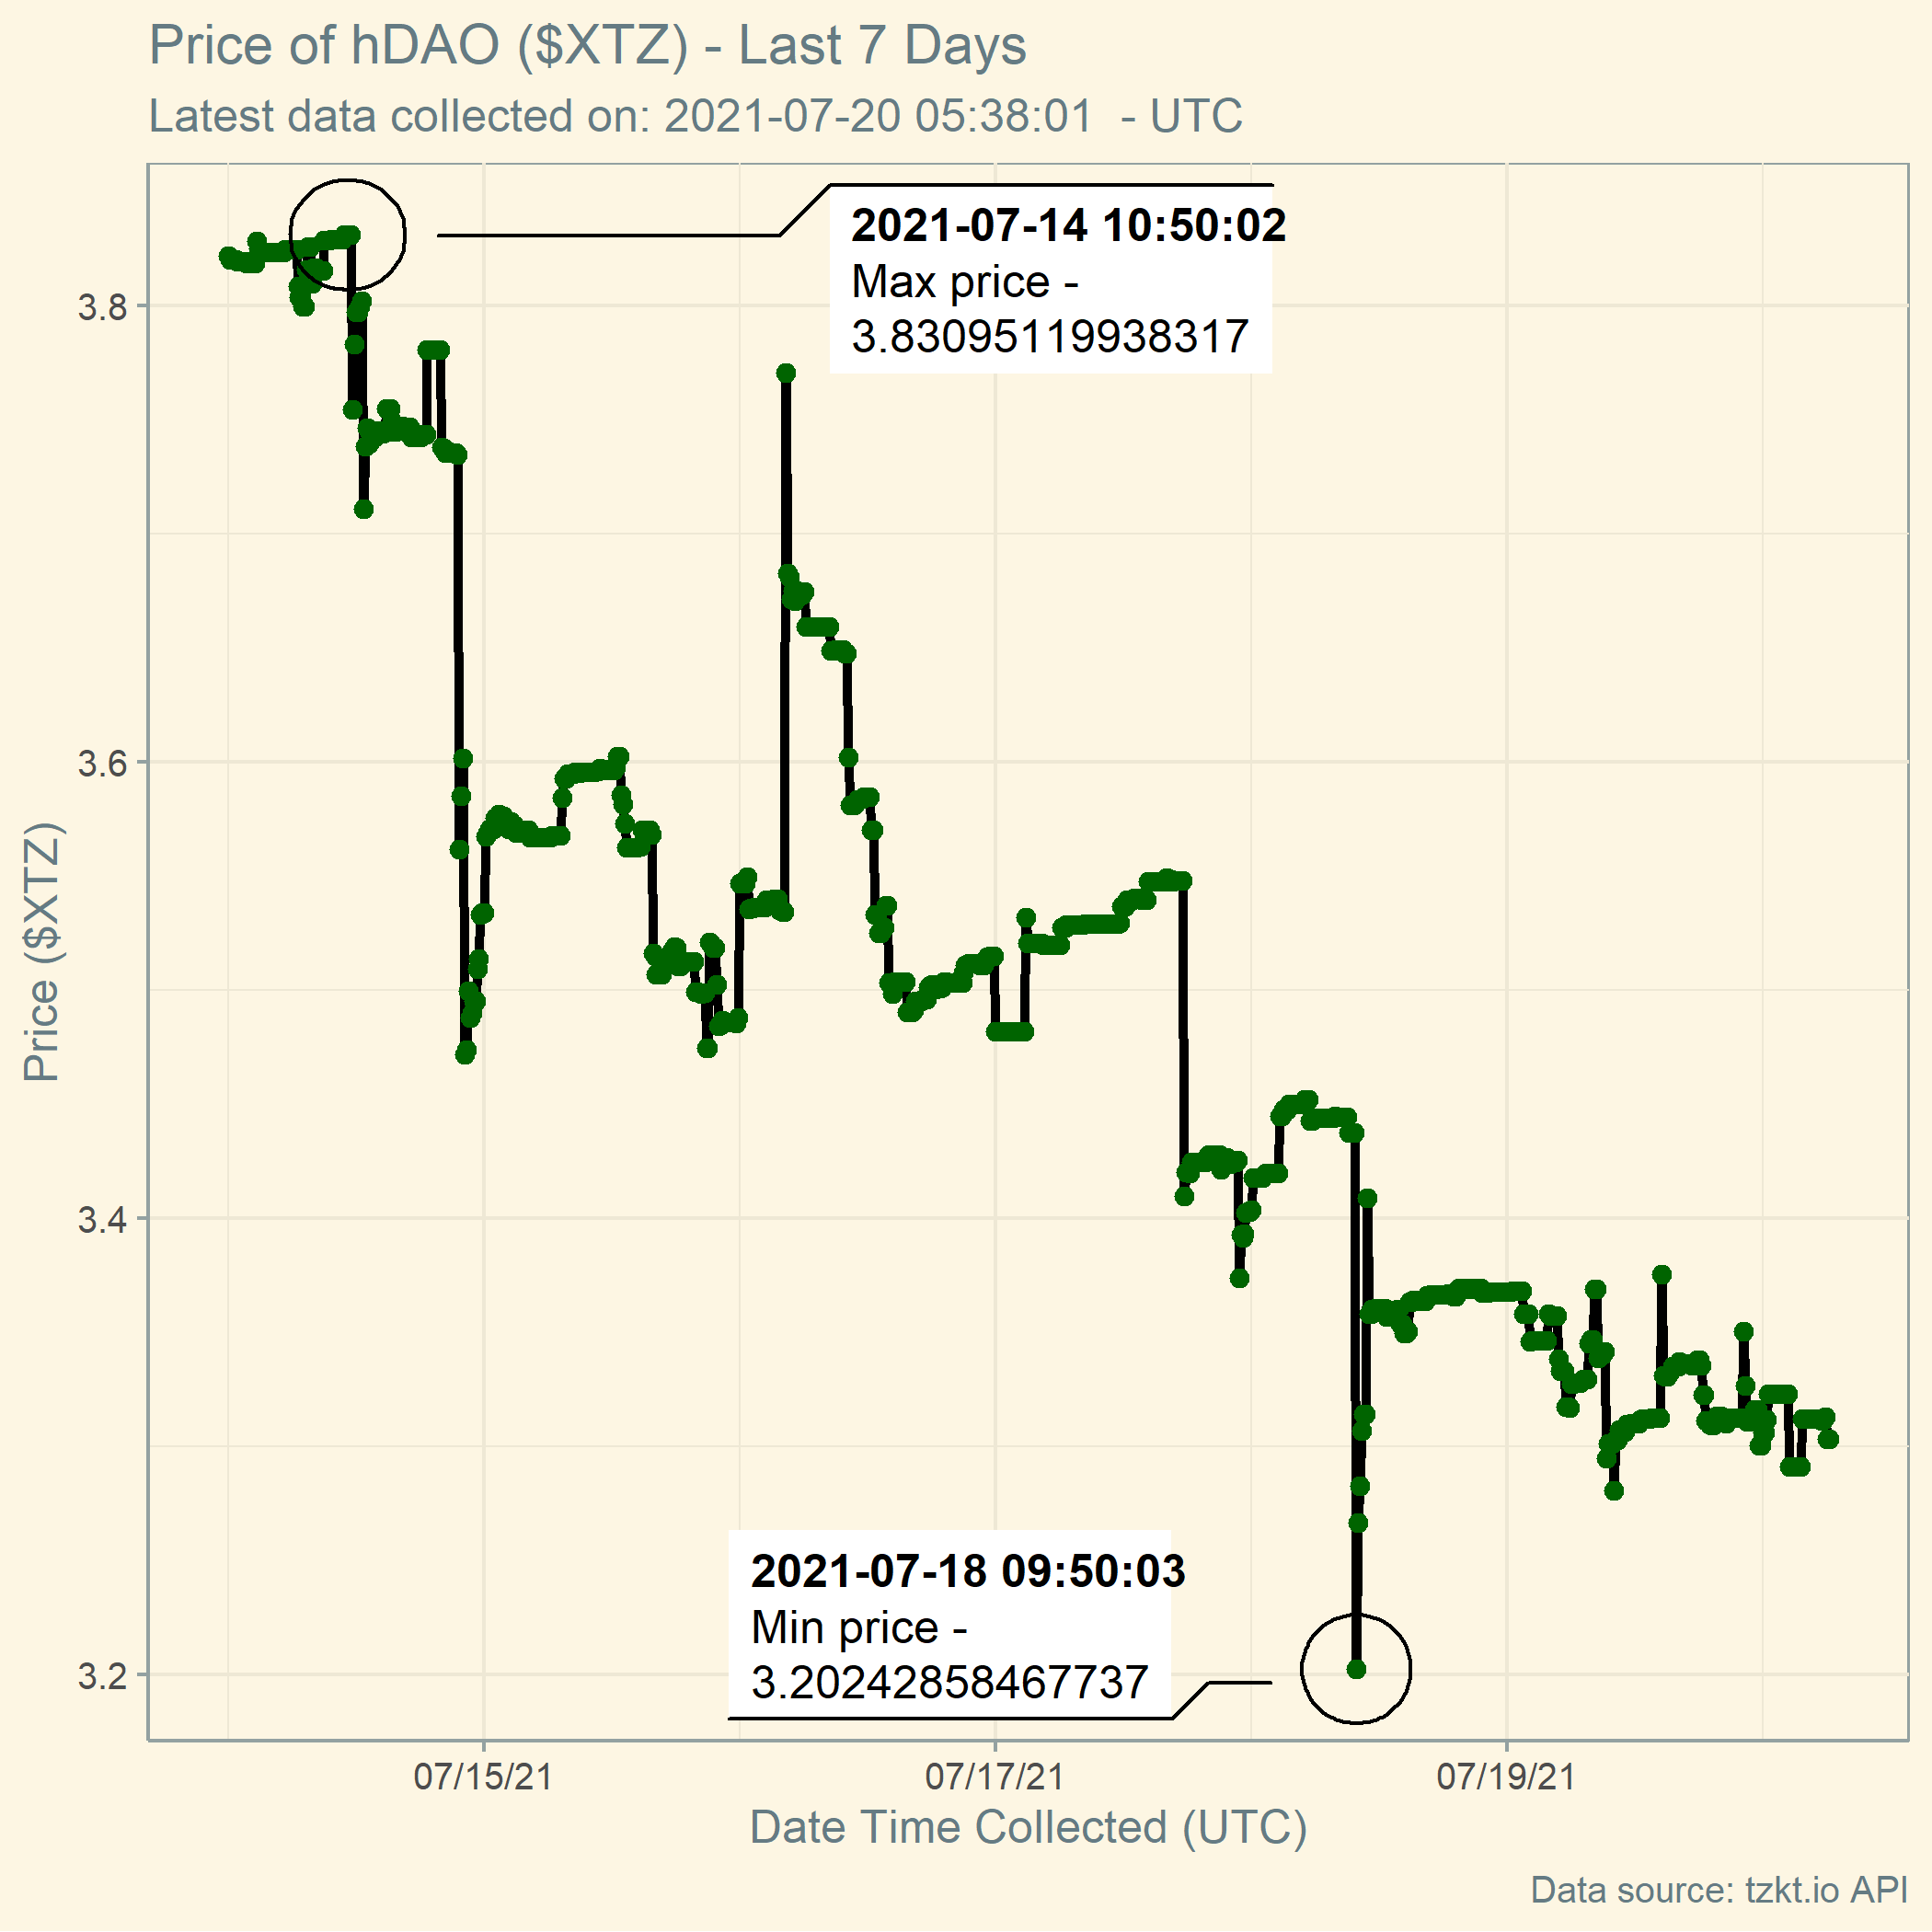 Price of hDAO ($XTZ) - Last 7 Days
Latest data collected on: 2021-07-20 05:38:01  - UTC
2021-07-14 10:50:02
Max price -
3.83095119938317
3.8
3.6
3.4
3.2
Price ($XTZ)
2021-07-18 09:50:03
Min price -
3.20242858467737
07/15/21
07/17/21
07/19/21
Date Time Collected (UTC)
Data source: tzkt.io API